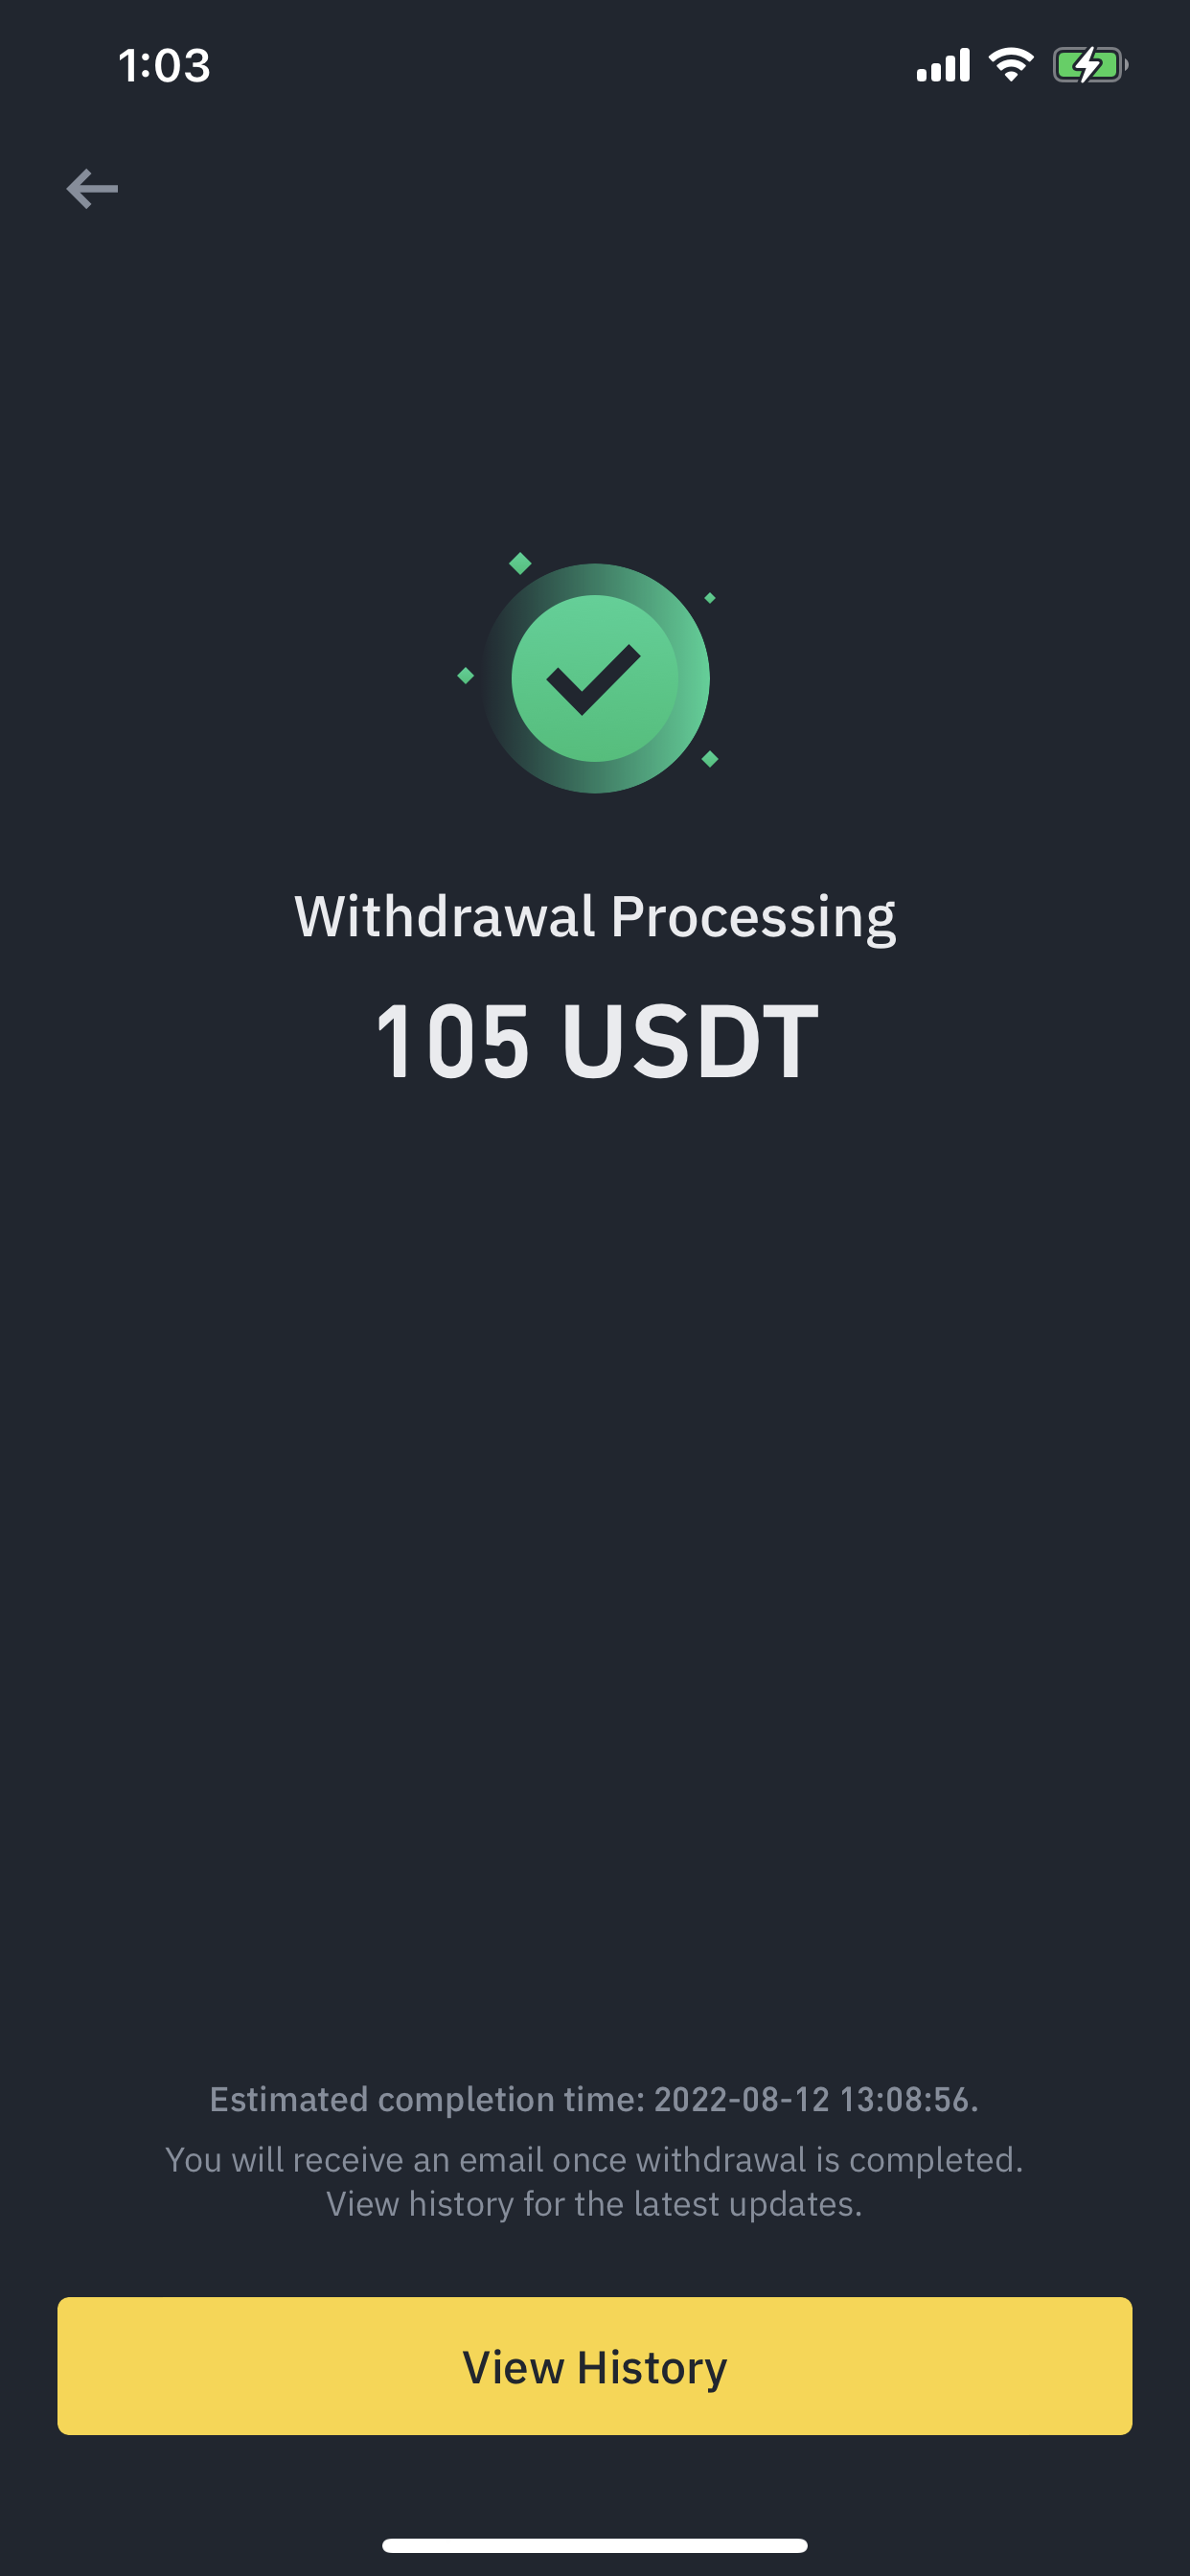 1:03
Withdrawal Processing
105 USDT
Estimated completion time: 2022-08-12 13:08:56.
You will receive an email once withdrawal is completed.
View history for the latest updates.
View History